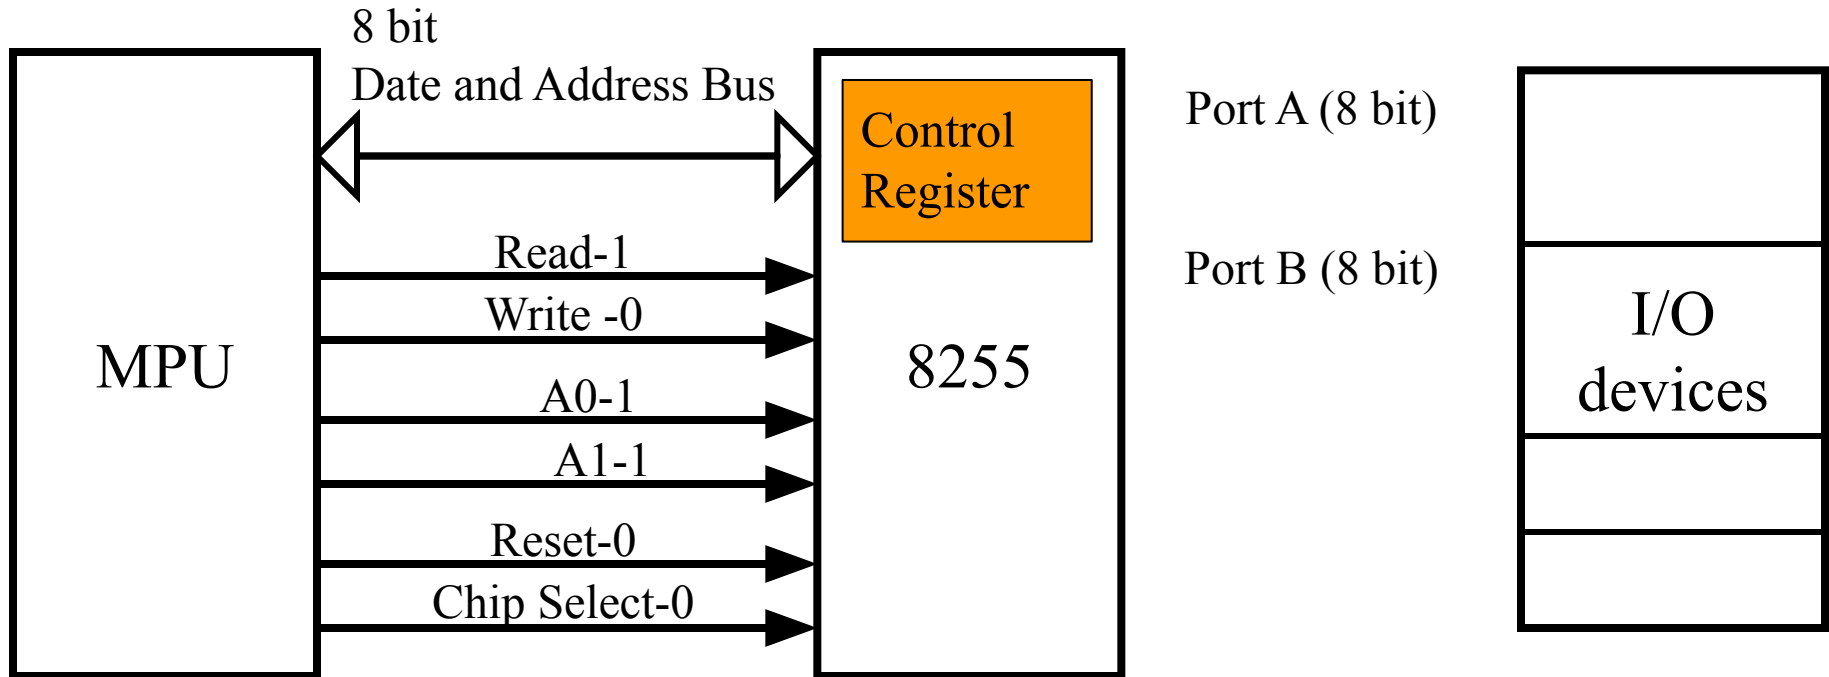 8 bit
Date and Address Bus
Control
Register
Port A (8 bit)
Read-1
Port B (8 bit)
Write -0
I/O
devices
MPU
8255
A0-1
A1-1
Reset-0
Chip Select-0